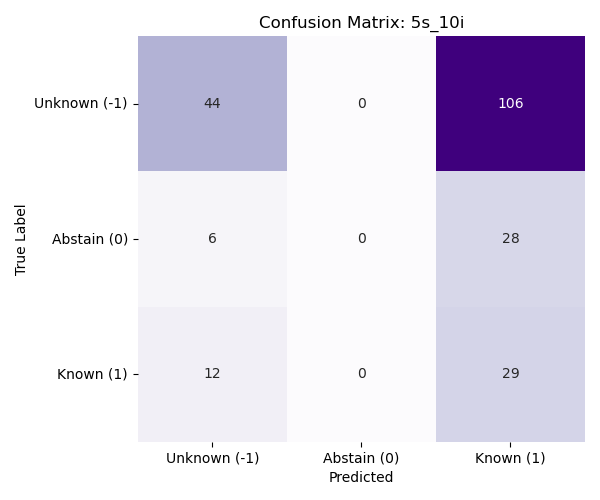 Confusion Matrix: 5s_10i
True Label
Unknown (-1) 44 0 106
Abstain (0) 6 0 28
Known (1) 12 0 29
Unknown (-1) Abstain (0) Known (1)
Predicted